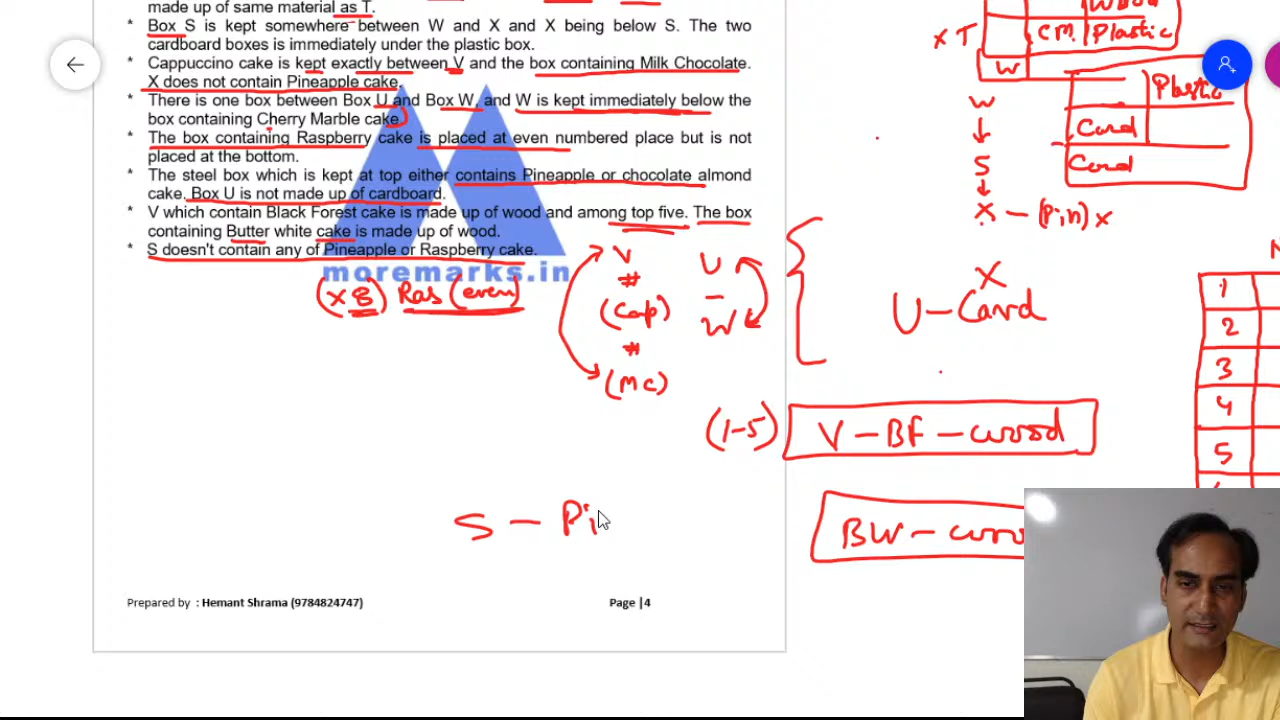 made up of same material as T.
* Box S is kept somewhere between W and X and X being below S. The two
cardboard boxes is immediately under the plastic box.
* Cappuccino cake is kept exactly between V and the box containing Milk Chocolate.
X does not contain Pineapple cake.
* There is one box between Box U and Box W and W is kept immediately below the
box containing Cherry Marble cake.
* The box containing Raspberry cake is placed at even numbered place but is not
placed at the bottom.
* The steel box which is kept at top either contains Pineapple or chocolate almond
cake. Box U is not made up of cardboard.
* V which contain Black Forest cake is made up of wood and among top five. The box
containing Butter white cake is made up of wood.
* S doesn't contain any of Pineapple or Raspberry cake.
moremarks.in
(x 8) Ras (even)
V
#
(Cap)
#
(MC)
U
–
W
x T
CM. Plastic
W
W
S
X – (Pin) x
Plastic
Card
Card
X
U – Card
(1-5) V – BF – wood
BW –
S – Pi
1
2
3
4
5
Prepared by : Hemant Shrama (9784824747)
Page |4